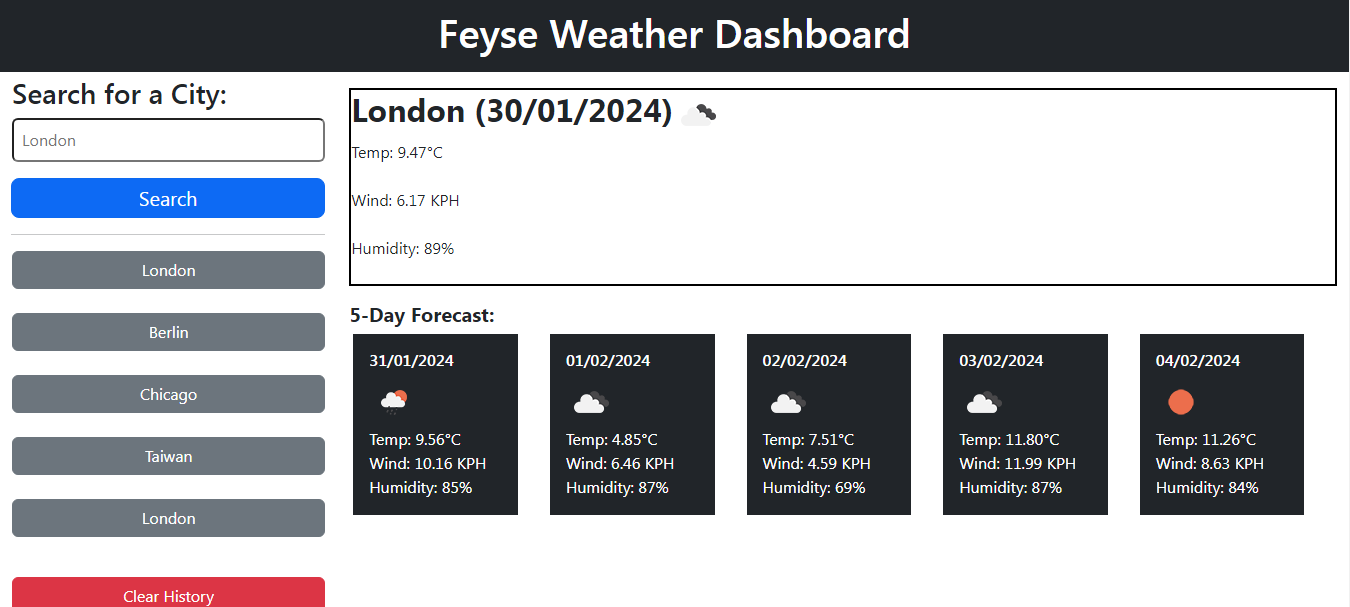 Feyse Weather Dashboard
Search for a City:
London
Search
London
Berlin
Chicago
Taiwan
London
Clear History
London (30/01/2024)
Temp: 9.47°C
Wind: 6.17 KPH
Humidity: 89%
5-Day Forecast:
31/01/2024
Temp: 9.56°C
Wind: 10.16 KPH
Humidity: 85%
01/02/2024
Temp: 4.85°C
Wind: 6.46 KPH
Humidity: 87%
02/02/2024
Temp: 7.51°C
Wind: 4.59 KPH
Humidity: 69%
03/02/2024
Temp: 11.80°C
Wind: 11.99 KPH
Humidity: 87%
04/02/2024
Temp: 11.26°C
Wind: 8.63 KPH
Humidity: 84%